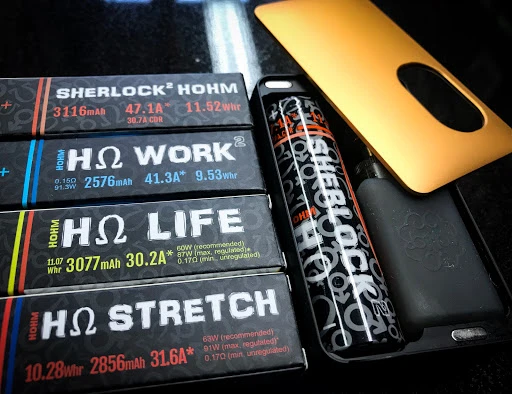 SHERLOCK² HOHM
3116mAh 47.1A* 11.52Whr
30.7A CDR
HOHM
HΩ WORK²
0.15Ω
91.3W
2576mAh 41.3A* 9.53Whr
HOHM
HΩ LIFE
11.07
Whr
3077mAh 30.2A*
60W (recommended)
87W (max, regulated)*
0.17Ω (min, unregulated)
HOHM
HΩ STRETCH
10.28Whr 2856mAh 31.6A*
63W (recommended)
91W (max, regulated)*
0.17Ω (min, unregulated)
SHERLOCK
HOHM
HΩ